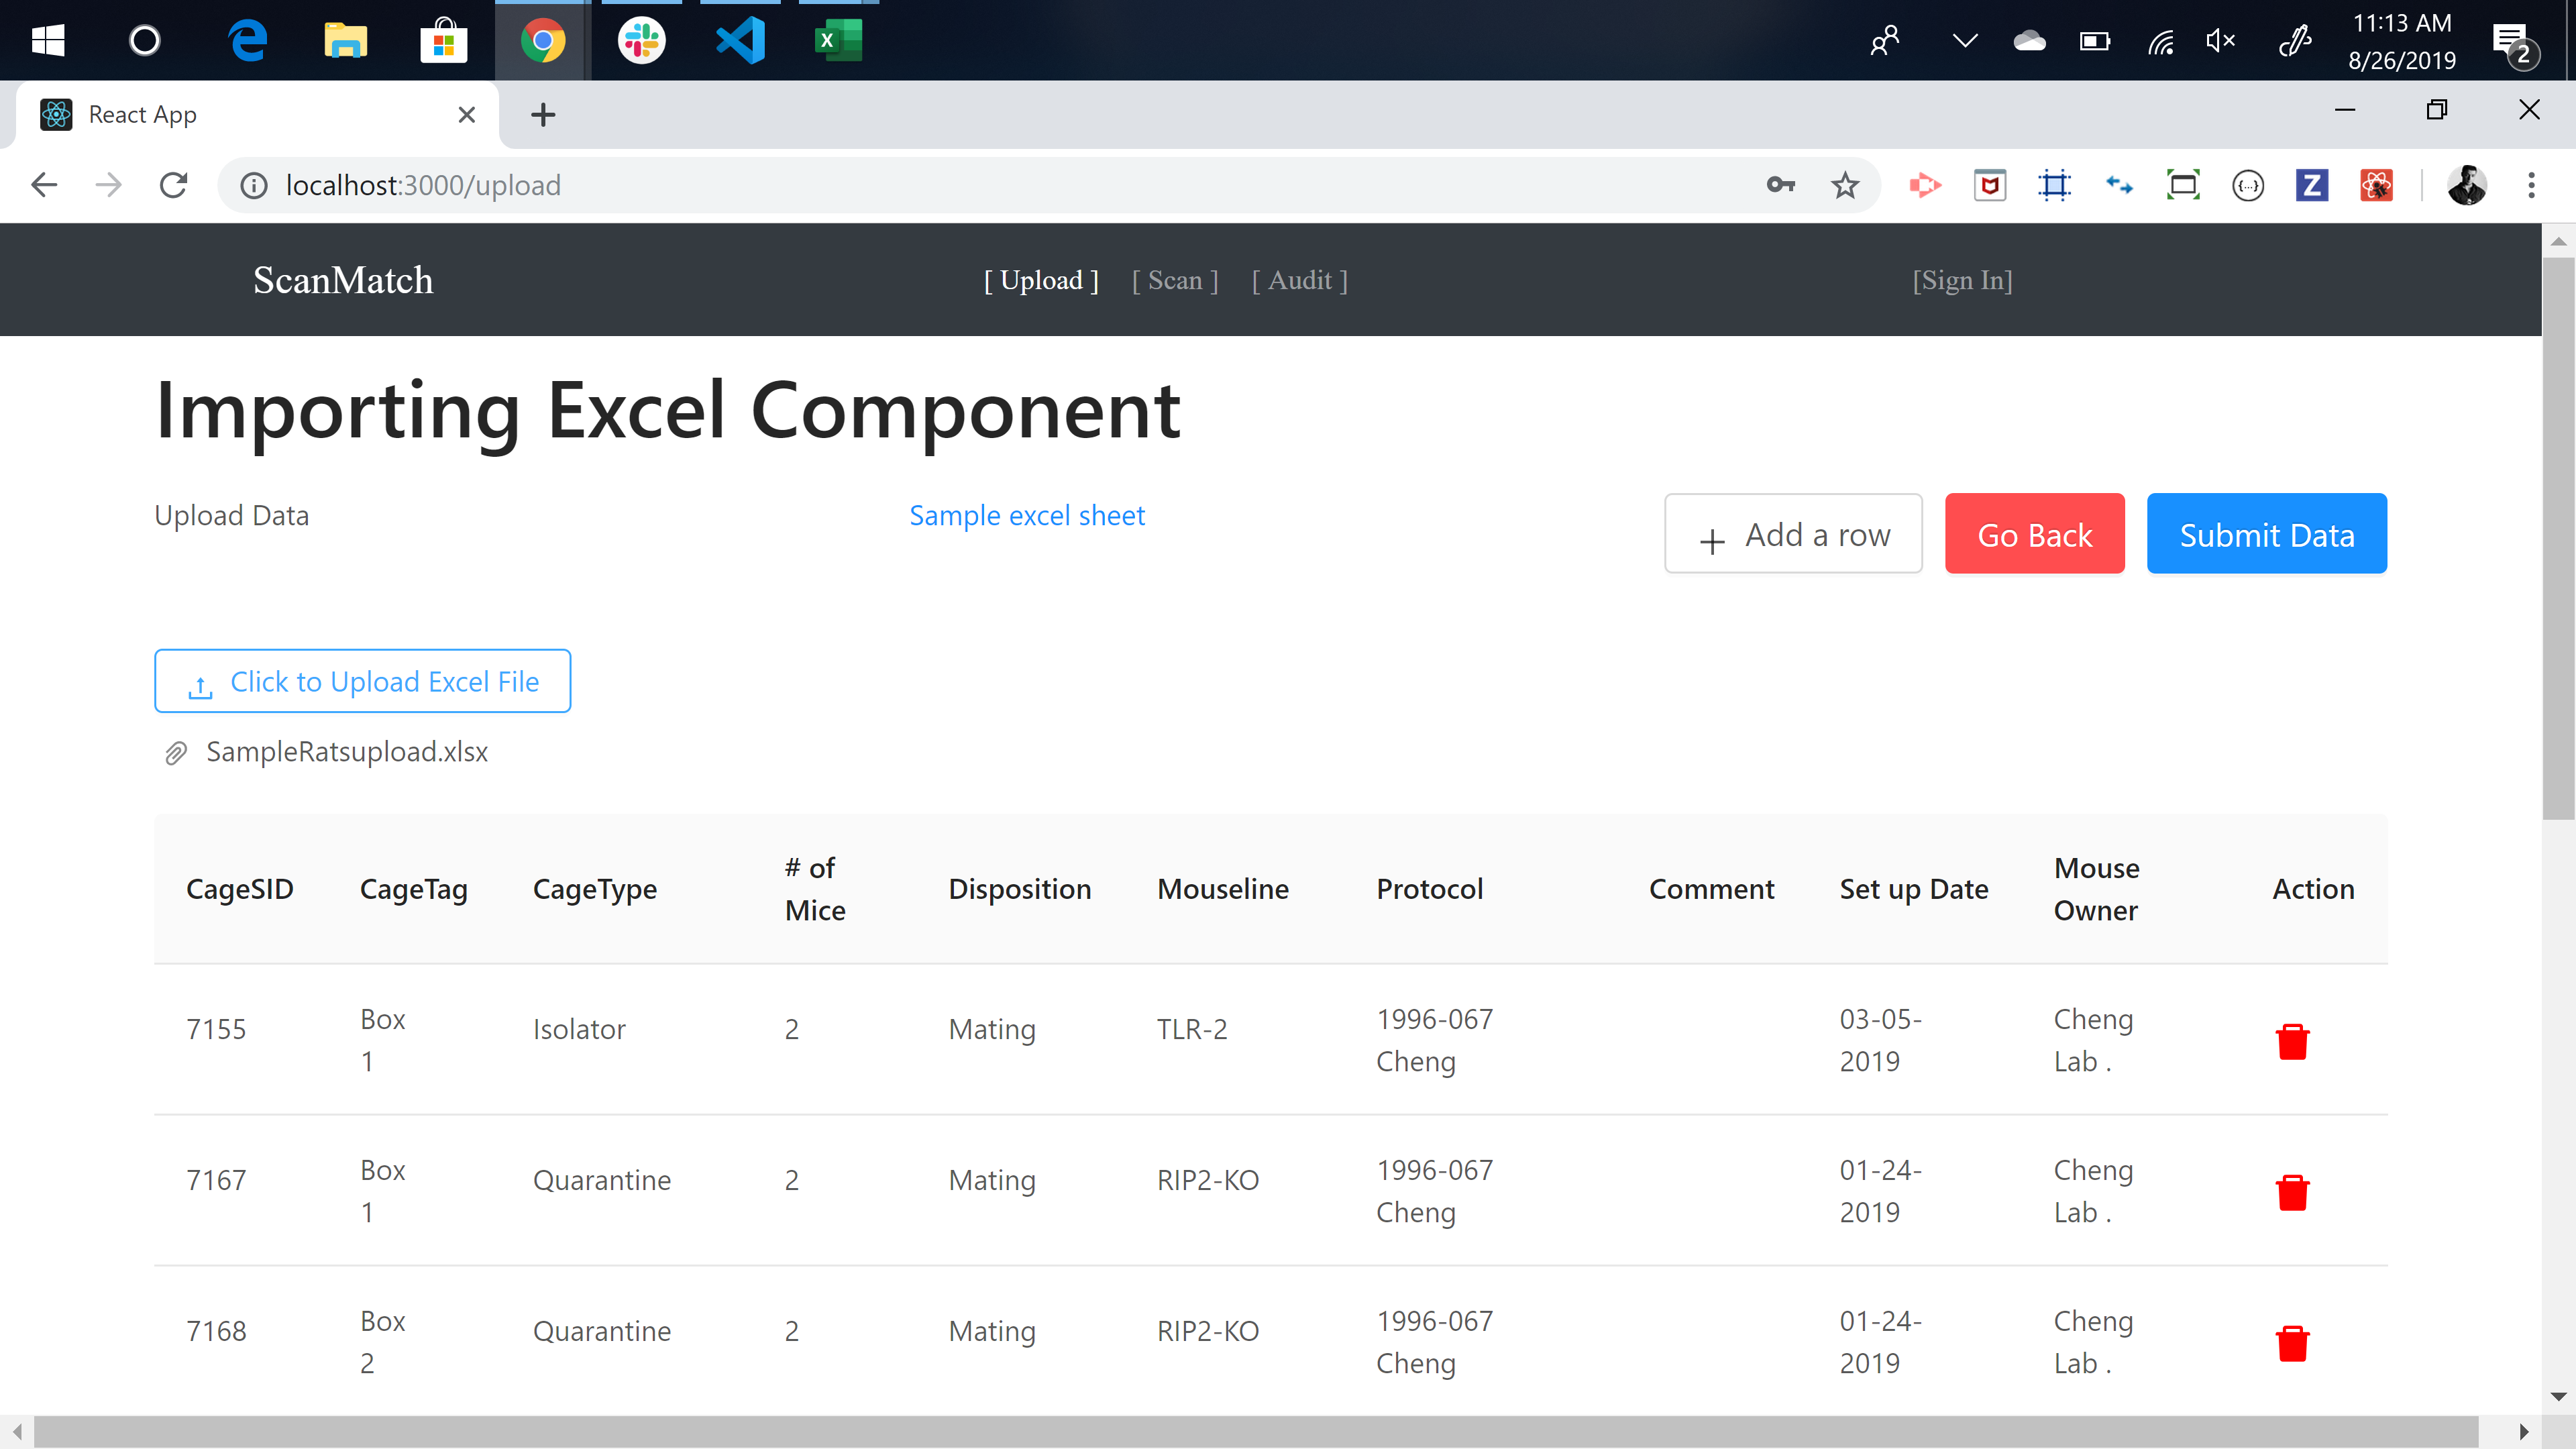 11:13 AM
8/26/2019
2
React App
localhost:3000/upload
ScanMatch
[ Upload ] [ Scan ] [ Audit ] [Sign In]
Importing Excel Component
Upload Data Sample excel sheet Add a row Go Back Submit Data
Click to Upload Excel File
SampleRatsupload.xlsx
CageSID CageTag CageType # of Mice Disposition Mouseline Protocol Comment Set up Date Mouse Owner Action
7155 Box 1 Isolator 2 Mating TLR-2 1996-067 Cheng 03-05-2019 Cheng Lab .
7167 Box 1 Quarantine 2 Mating RIP2-KO 1996-067 Cheng 01-24-2019 Cheng Lab .
7168 Box 2 Quarantine 2 Mating RIP2-KO 1996-067 Cheng 01-24-2019 Cheng Lab .